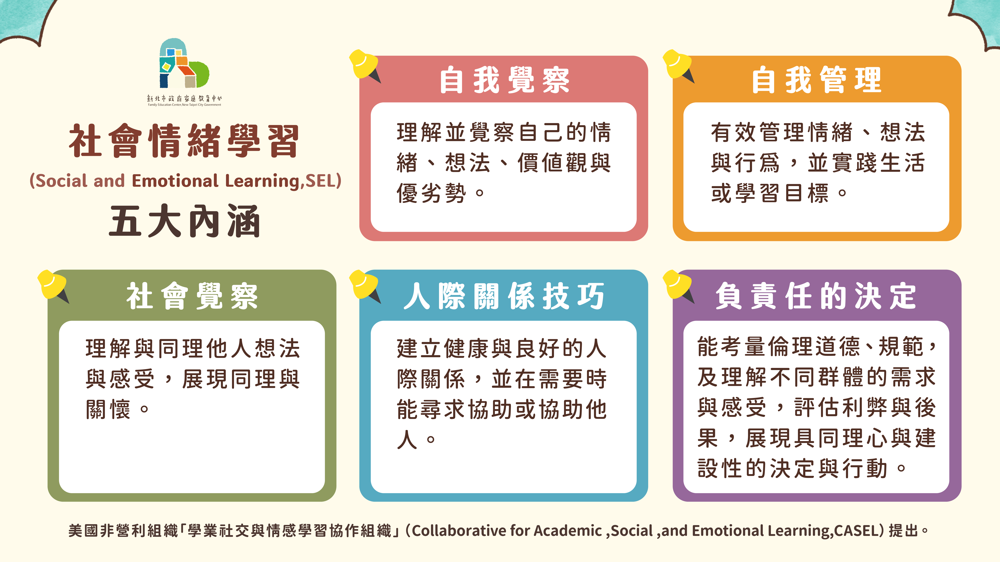 新北市政府家庭教育中心
Family Education Center,New Taipei City Government
社會情緒學習
(Social and Emotional Learning,SEL)
五大內涵
自我覺察
理解並覺察自己的情
緒、想法、價值觀與
優劣勢。
自我管理
有效管理情緒、想法
與行為，並實踐生活
或學習目標。
社會覺察
理解與同理他人想法
與感受，展現同理與
關懷。
人際關係技巧
建立健康與良好的人
際關係，並在需要時
能尋求協助或協助他
人。
負責任的決定
能考量倫理道德、規範，
及理解不同群體的需求
與感受，評估利弊與後
果，展現具同理心與建
設性的決定與行動。
美國非營利組織「學業社交與情感學習協作組織」（Collaborative for Academic ,Social ,and Emotional Learning,CASEL）提出。